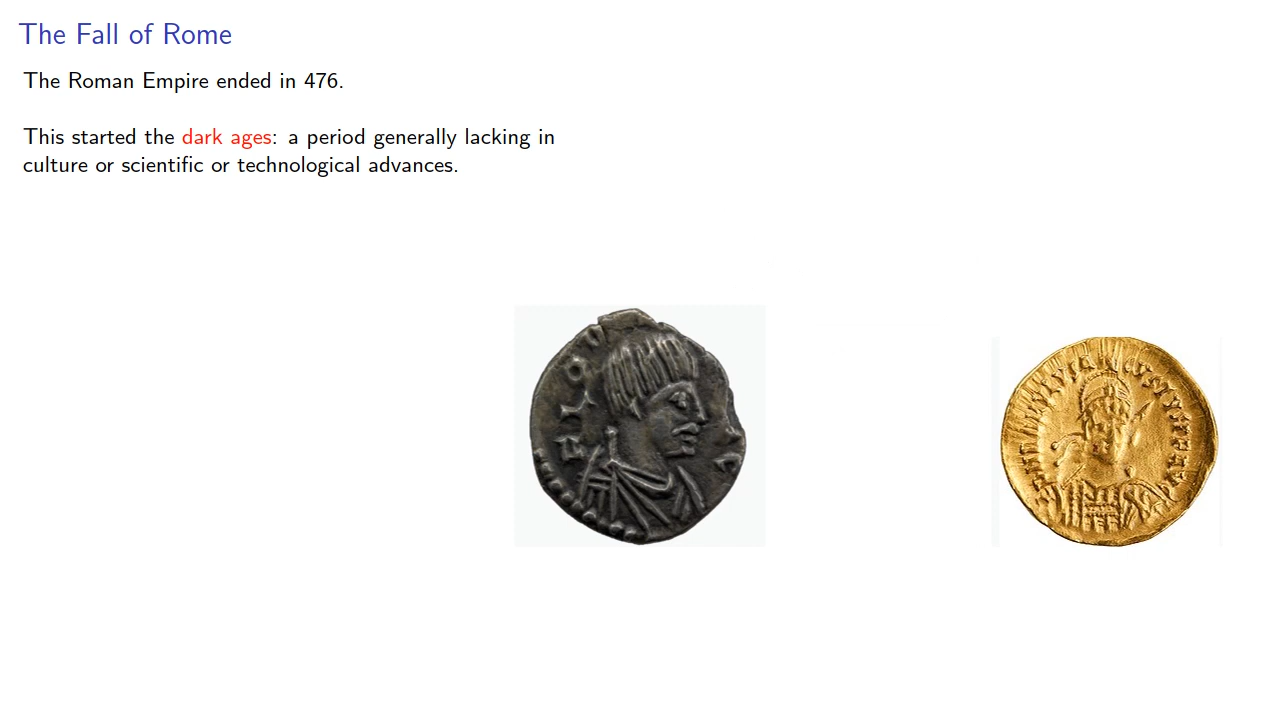 The Fall of Rome
The Roman Empire ended in 476.
This started the dark ages: a period generally lacking in
culture or scientific or technological advances.